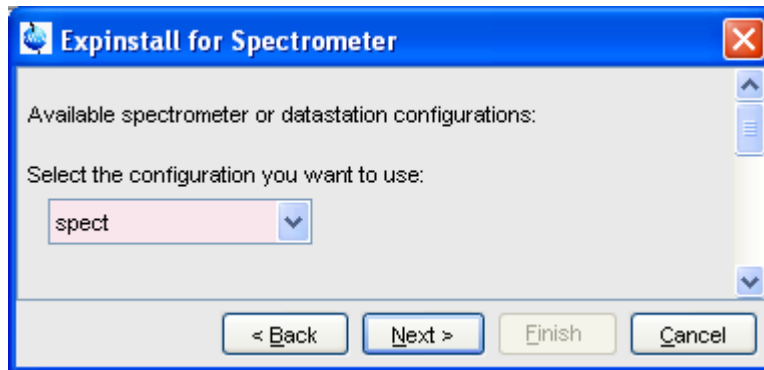 Expinstall for Spectrometer
Available spectrometer or datastation configurations:
Select the configuration you want to use:
spect
< Back Next > Finish Cancel